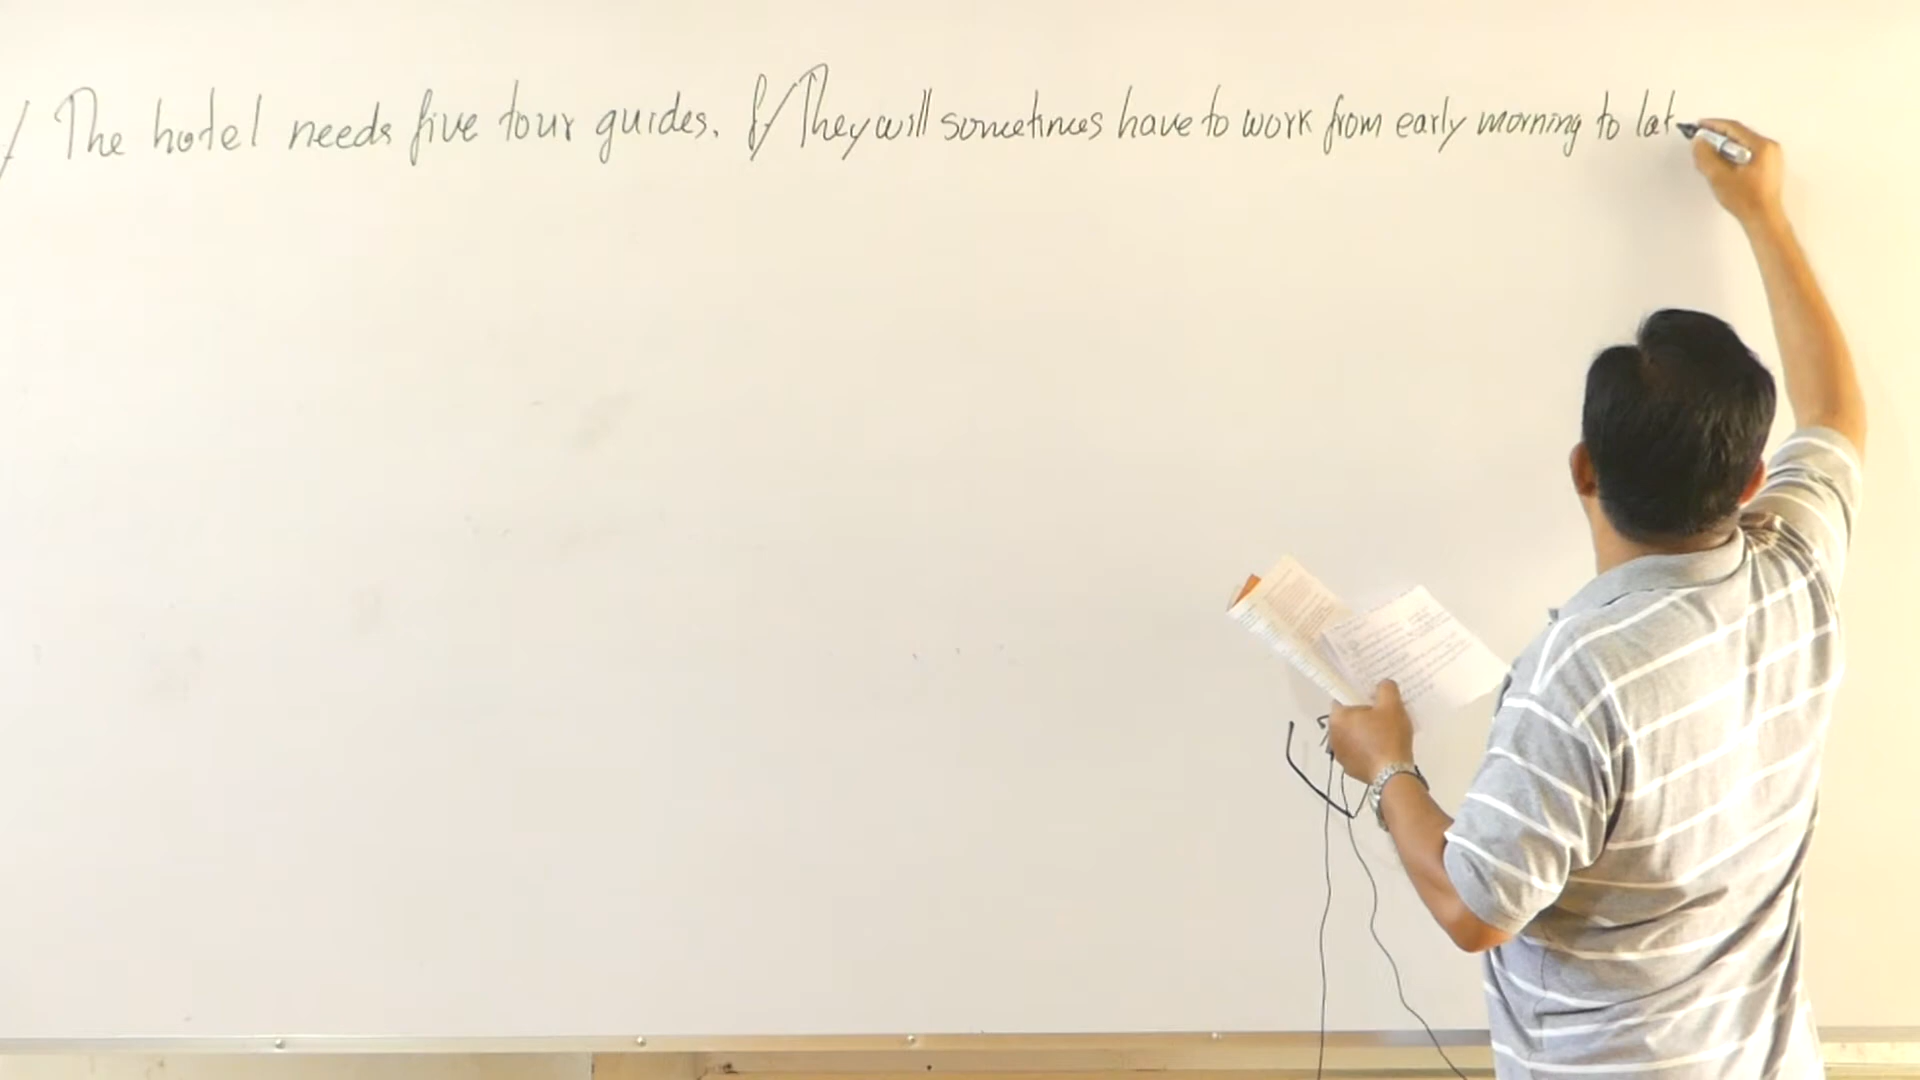 / The hotel needs five tour guides. f/ They will sometimes have to work from early morning to lat